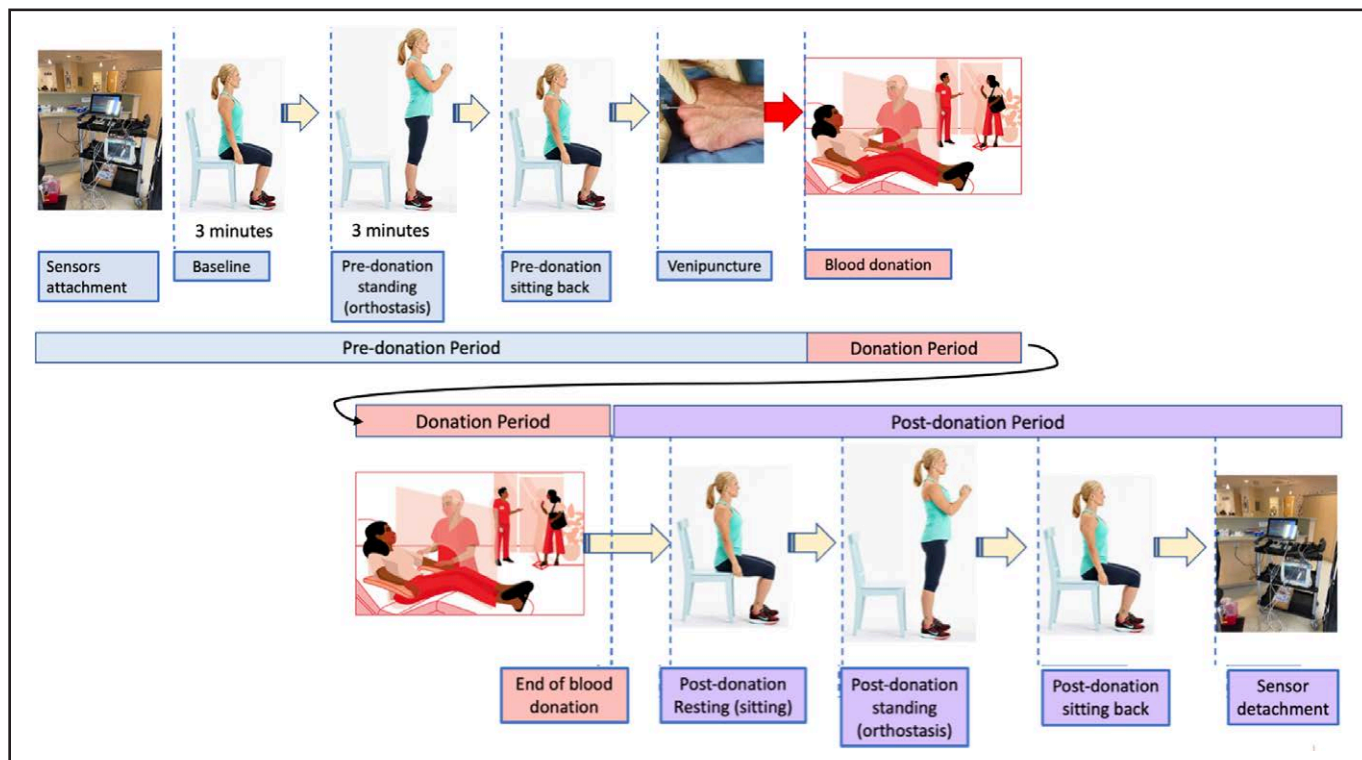 3 minutes
3 minutes
Sensors
attachment
Baseline
Pre-donation
standing
(orthostasis)
Pre-donation
sitting back
Venipuncture
Blood donation
Pre-donation Period
Donation Period
Donation Period
Post-donation Period
End of blood
donation
Post-donation
Resting (sitting)
Post-donation
standing
(orthostasis)
Post-donation
sitting back
Sensor
detachment